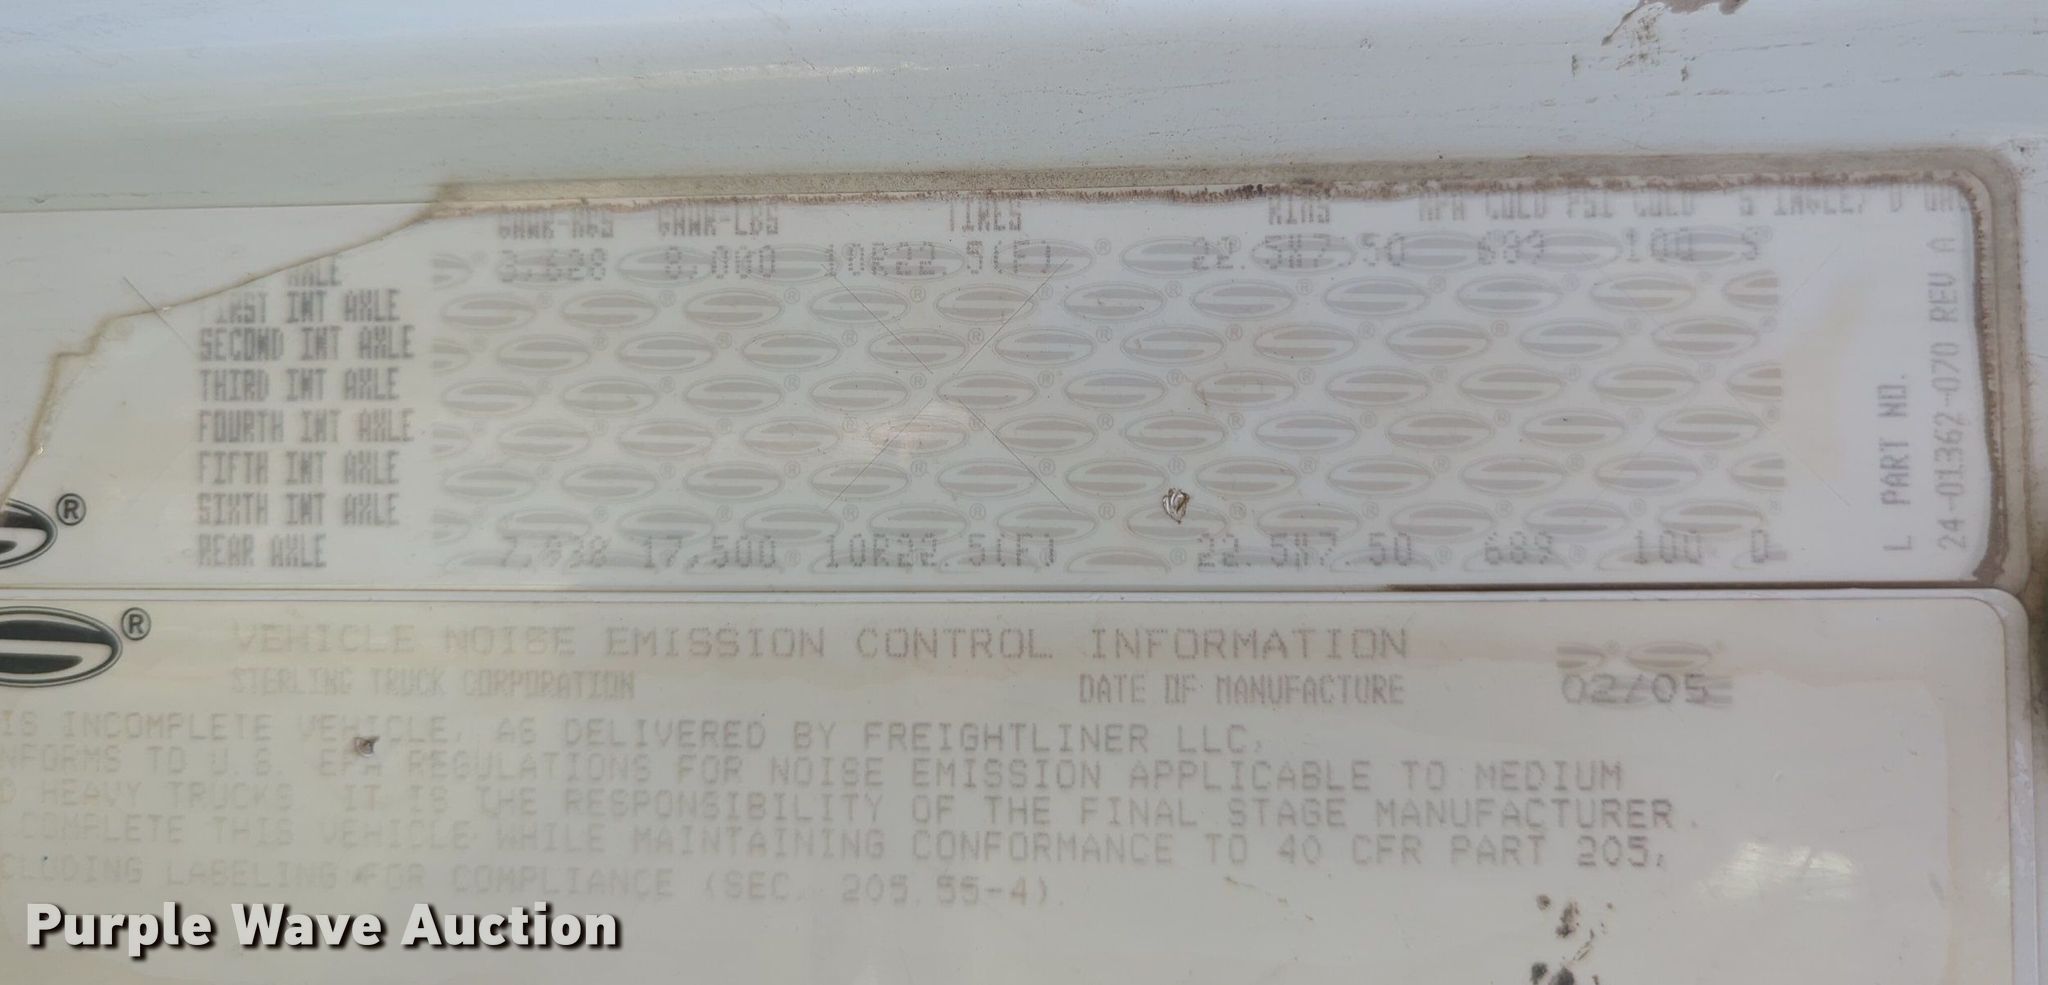 GAWR-KGS GAWR-LBS TIRES RIMS KPA COLD PSI COLD
AXLE 3,628 8,000 10R22.5(F) 22.5X7.50 689 100 S
FIRST INT AXLE
SECOND INT AXLE
THIRD INT AXLE
FOURTH INT AXLE
FIFTH INT AXLE
SIXTH INT AXLE
REAR AXLE 7,938 17,500 10R22.5(F) 22.5X7.50 689 100 D
L PART NO.
24-01362-070 REV A
®
®
VEHICLE NOISE EMISSION CONTROL INFORMATION
STERLING TRUCK CORPORATION DATE OF MANUFACTURE 02/05
IS INCOMPLETE VEHICLE, AS DELIVERED BY FREIGHTLINER LLC,
NFORMS TO U.S. EPA REGULATIONS FOR NOISE EMISSION APPLICABLE TO MEDIUM
D HEAVY TRUCKS. IT IS THE RESPONSIBILITY OF THE FINAL STAGE MANUFACTURER
COMPLETE THIS VEHICLE WHILE MAINTAINING CONFORMANCE TO 40 CFR PART 205,
CLUDING LABELING FOR COMPLIANCE (SEC. 205.55-4).
Purple Wave Auction